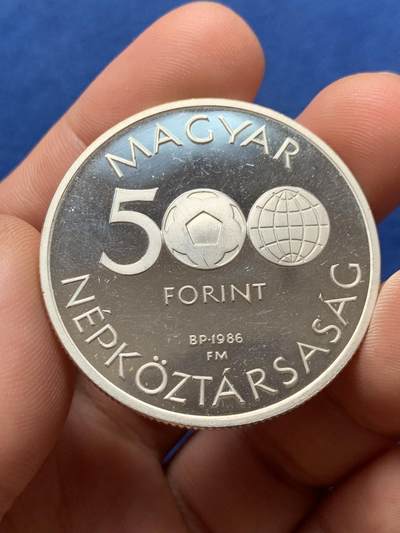 MAGYAR
500
FORINT
BP·1986
FM
NÉPKÖZTÁRSASÁG